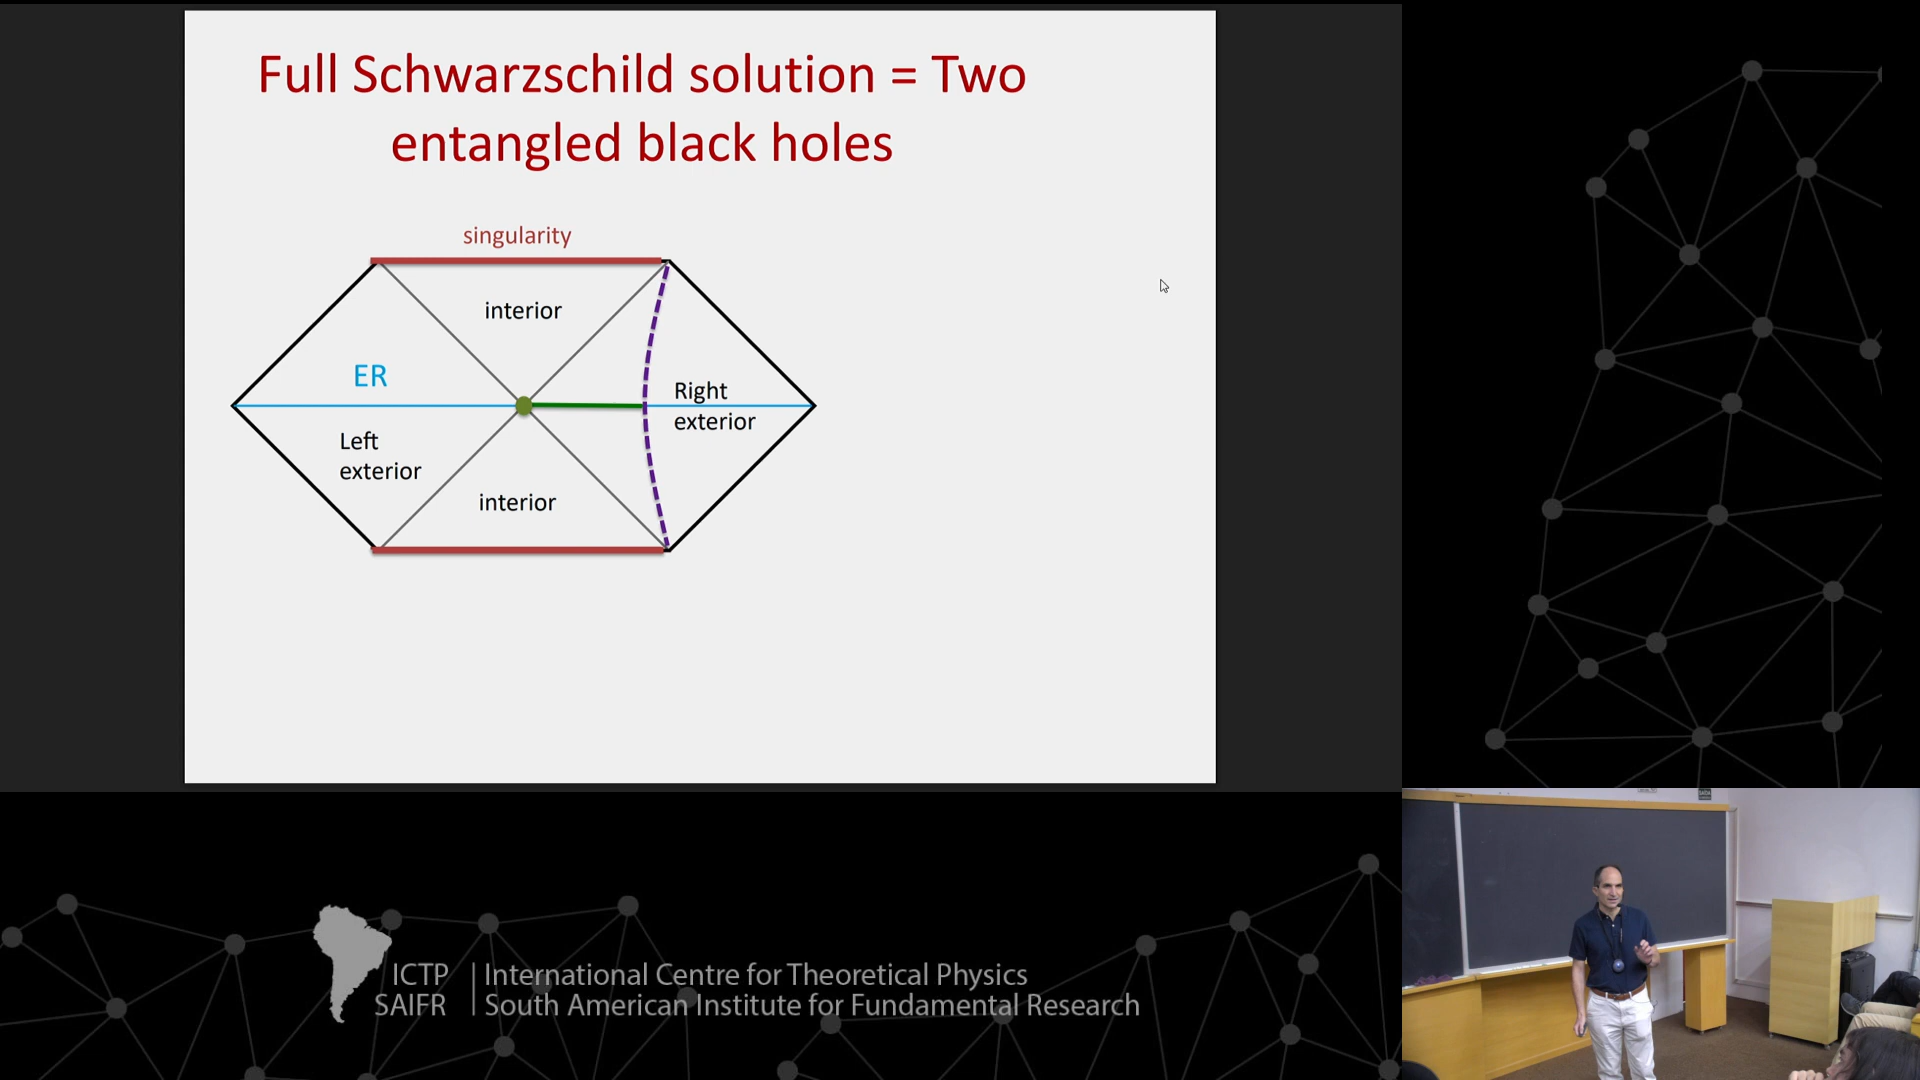 Full Schwarzschild solution = Two
entangled black holes
singularity
interior
ER
Right
exterior
Left
exterior
interior
ICTP
SAIFR
International Centre for Theoretical Physics
South American Institute for Fundamental Research